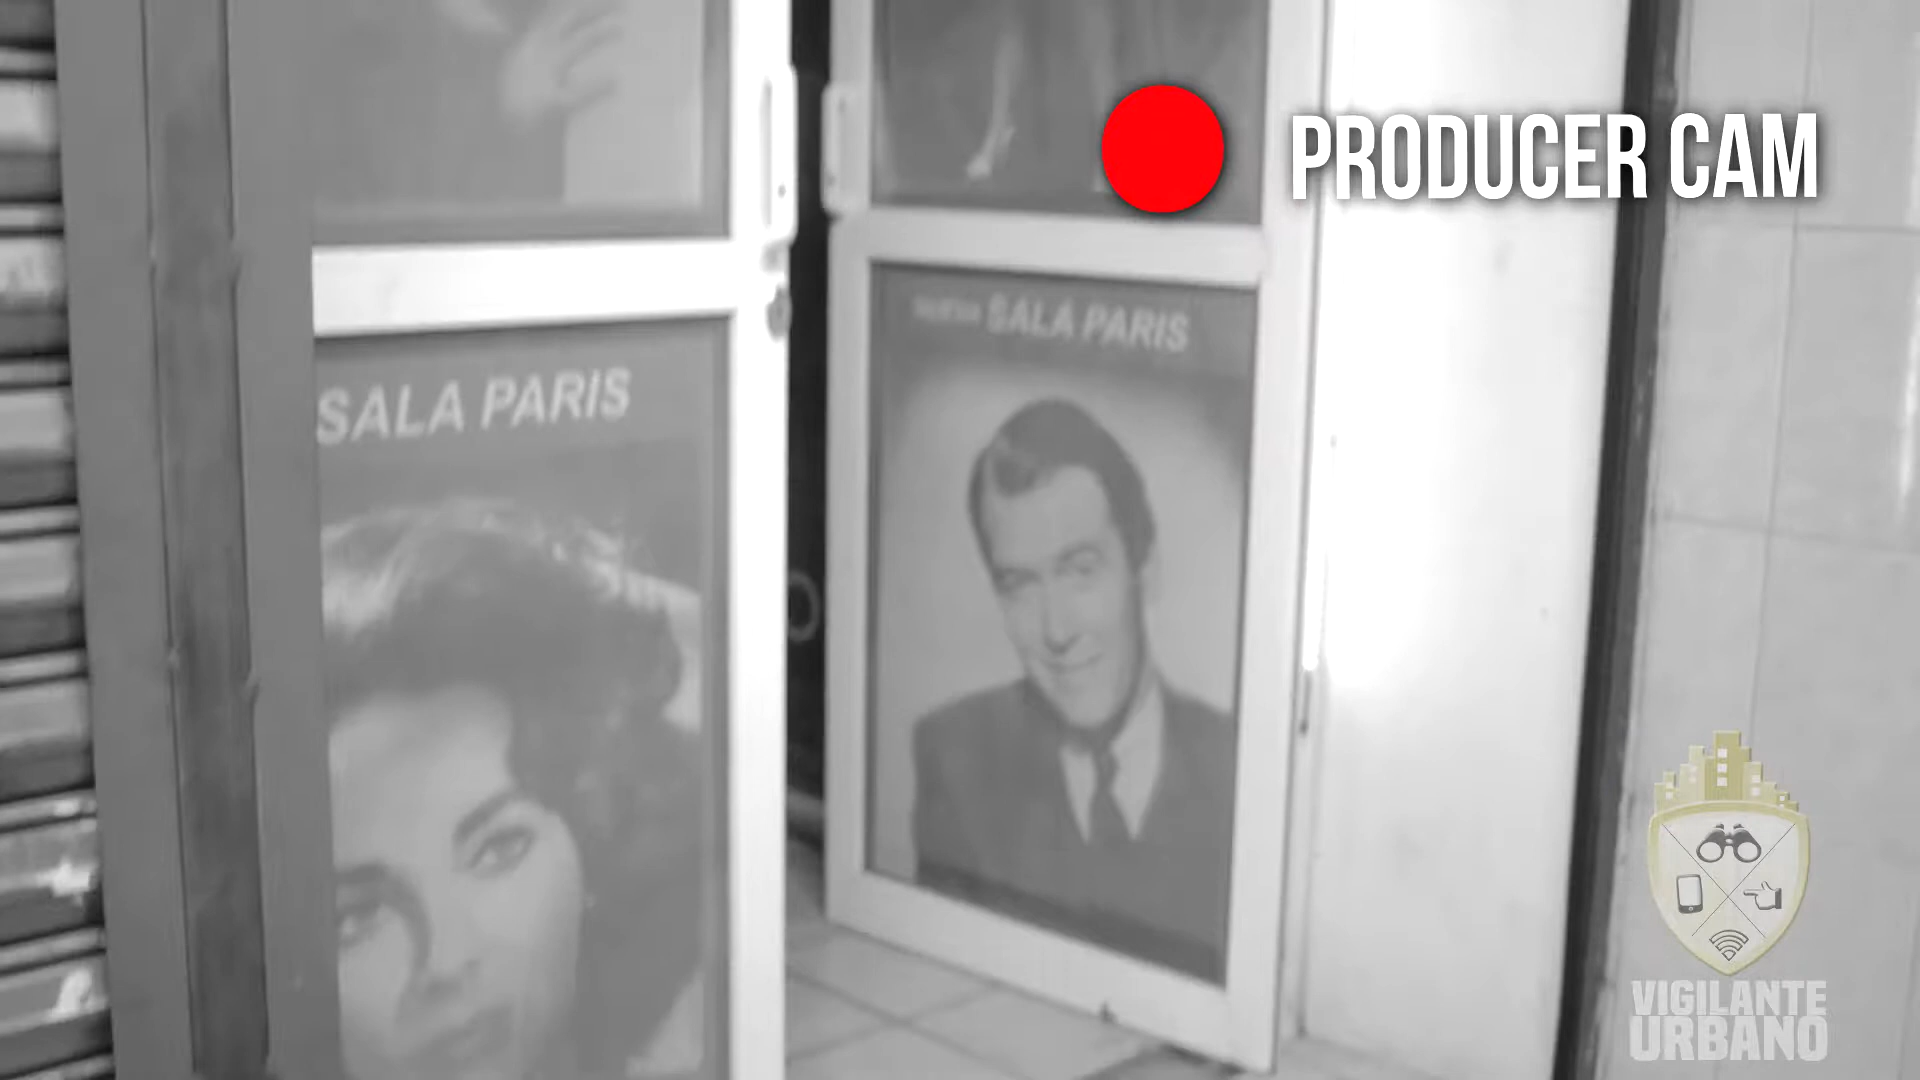 PRODUCER CAM
SALA PARIS
SALA PARIS
VIGILANTE
URBANO